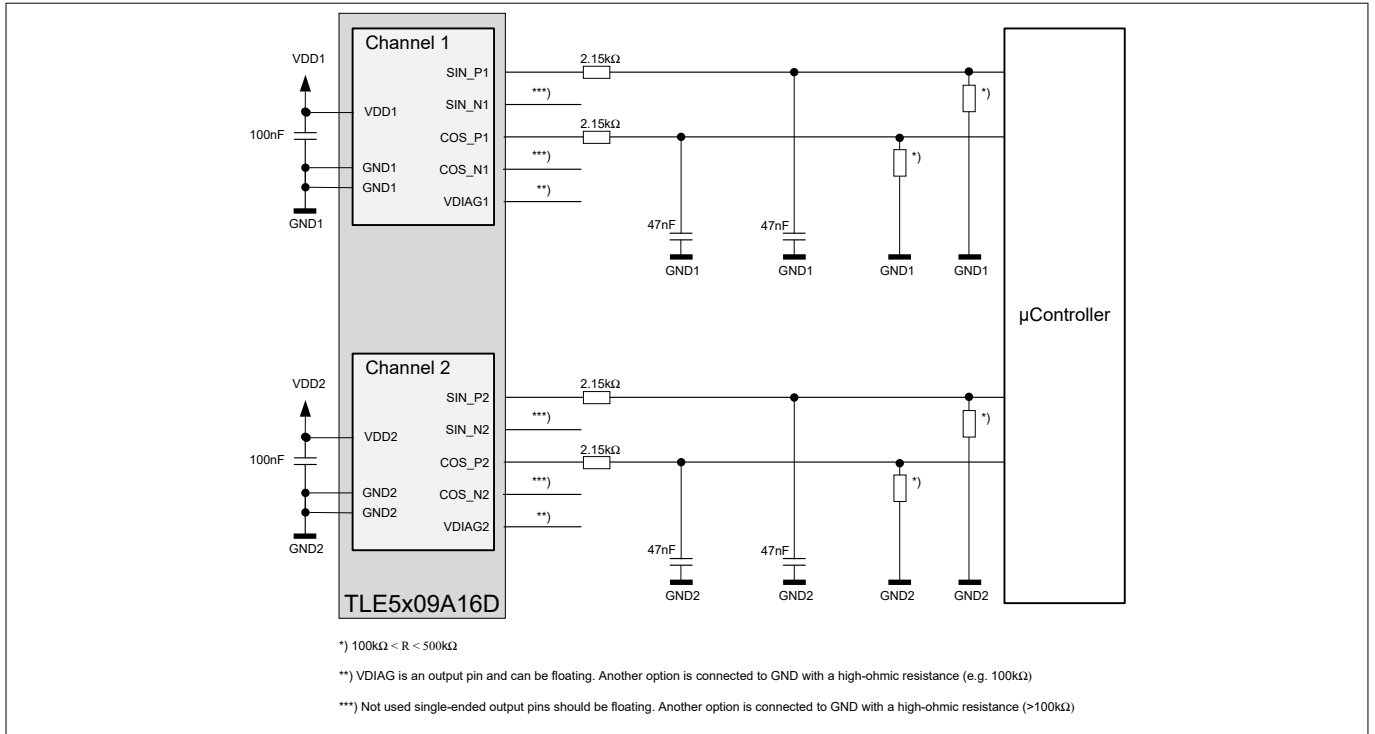 Channel 1
VDD1
SIN_P1
2.15kΩ
*)
***)
SIN_N1
VDD1
100nF
2.15kΩ
COS_P1
***)
*)
GND1
COS_N1
GND1
**)
VDIAG1
GND1
47nF
47nF
GND1
GND1
GND1
GND1
µController
Channel 2
VDD2
SIN_P2
2.15kΩ
*)
***)
SIN_N2
VDD2
100nF
2.15kΩ
COS_P2
***)
*)
GND2
COS_N2
GND2
**)
VDIAG2
GND2
47nF
47nF
GND2
GND2
GND2
GND2
TLE5x09A16D
*) 100kΩ < R < 500kΩ
**) VDIAG is an output pin and can be floating. Another option is connected to GND with a high-ohmic resistance (e.g. 100kΩ)
***) Not used single-ended output pins should be floating. Another option is connected to GND with a high-ohmic resistance (>100kΩ)